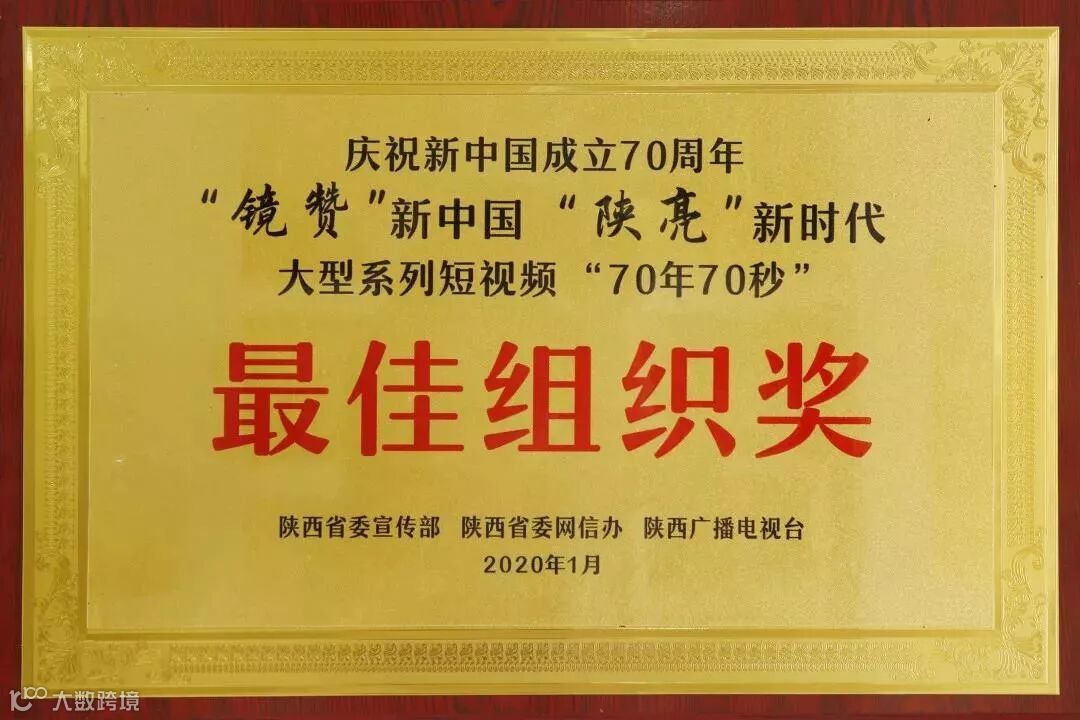 庆祝新中国成立70周年
“镜赞”新中国 “陕亮”新时代
大型系列短视频 “70年70秒”
最佳组织奖
陕西省委宣传部 陕西省委网信办 陕西广播电视台
2020年1月
10100 大数跨境